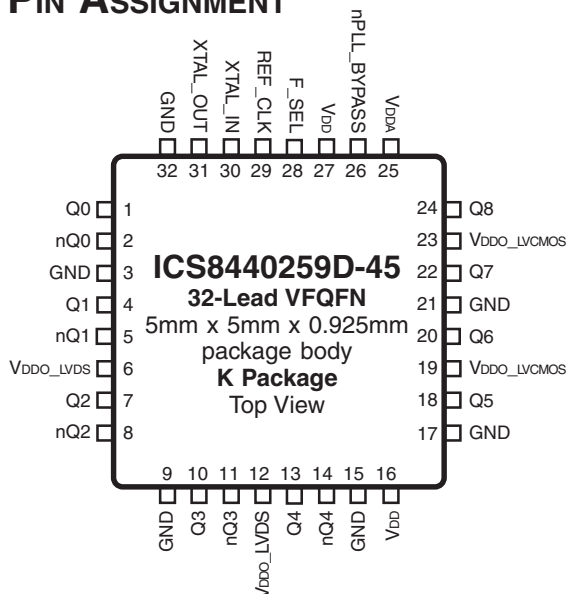 PIN ASSIGNMENT
GND
XTAL_OUT
XTAL_IN
REF_CLK
F_SEL
VDD
nPLL_BYPASS
VDDA
32 31 30 29 28 27 26 25
Q0 1
nQ0 2
GND 3
Q1 4
nQ1 5
VDDO_LVDS 6
Q2 7
nQ2 8
ICS8440259D-45
32-Lead VFQFN
5mm x 5mm x 0.925mm
package body
K Package
Top View
24 Q8
23 VDDO_LVCMOS
22 Q7
21 GND
20 Q6
19 VDDO_LVCMOS
18 Q5
17 GND
9 10 11 12 13 14 15 16
GND
Q3
nQ3
VDDO_LVDS
Q4
nQ4
GND
VDD